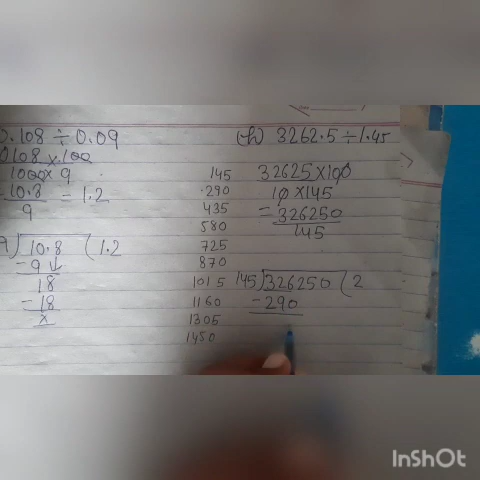 0.108 ÷ 0.09
0108 × 100
1000 × 9
10.8 = 1.2
9
9) 10.8 ( 1.2
- 9 ↓
18
- 18
x
145
290
435
580
725
870
1015
1160
1305
1450
(h) 3262.5 ÷ 1.45
32625 × 100
10 × 145
= 326250
145
145) 326250 ( 2
- 290
InShOt